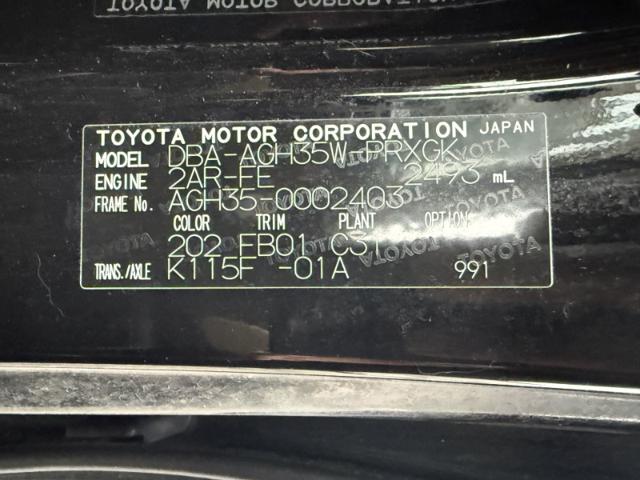 TOYOTA MOTOR CORPORATION JAPAN
MODEL DBA-AGH35W-PRXGK
ENGINE 2AR-FE 2493 mL
FRAME No. AGH35-0002403
COLOR TRIM PLANT OPTION
202 FB01 C31
TRANS./AXLE K115F -01A 991